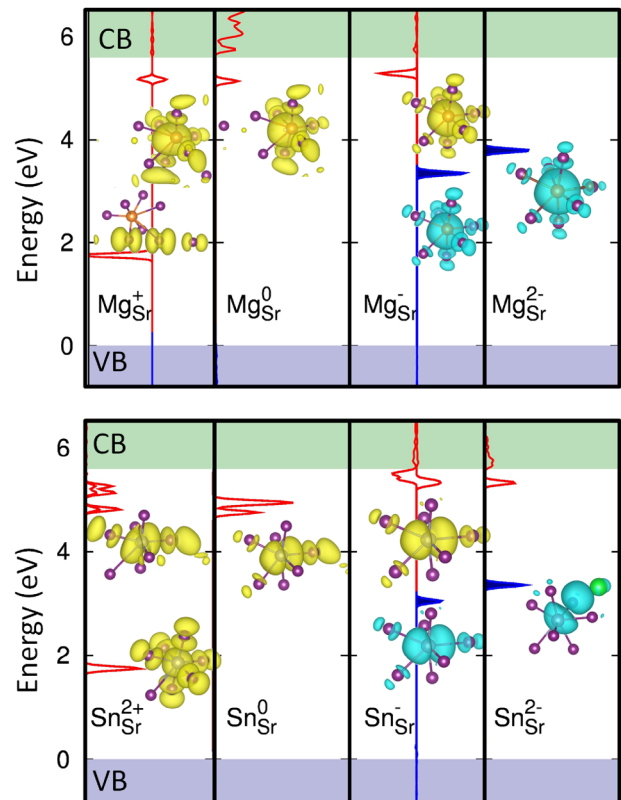 6
CB
Energy (eV)
4
2
Mg⁺Sr
Mg⁰Sr
Mg⁻Sr
Mg²⁻Sr
0
VB
6
CB
Energy (eV)
4
2
Sn²⁺Sr
Sn⁰Sr
Sn⁻Sr
Sn²⁻Sr
0
VB